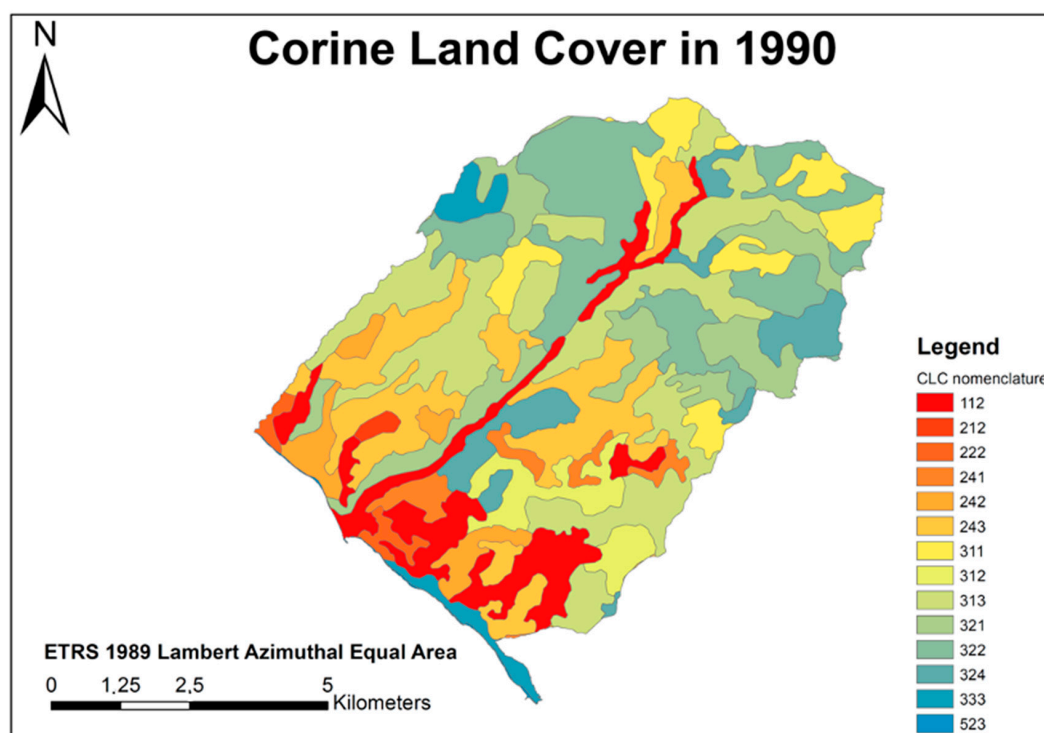 N
Corine Land Cover in 1990
Legend
CLC nomenclature
112
212
222
241
242
243
311
312
313
321
322
324
333
523
ETRS 1989 Lambert Azimuthal Equal Area
0 1,25 2,5 5
Kilometers